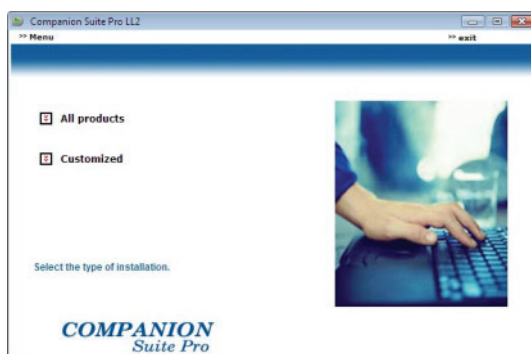 Companion Suite Pro LL2
>> Menu
>> exit
All products
Customized
Select the type of installation.
COMPANION
Suite Pro